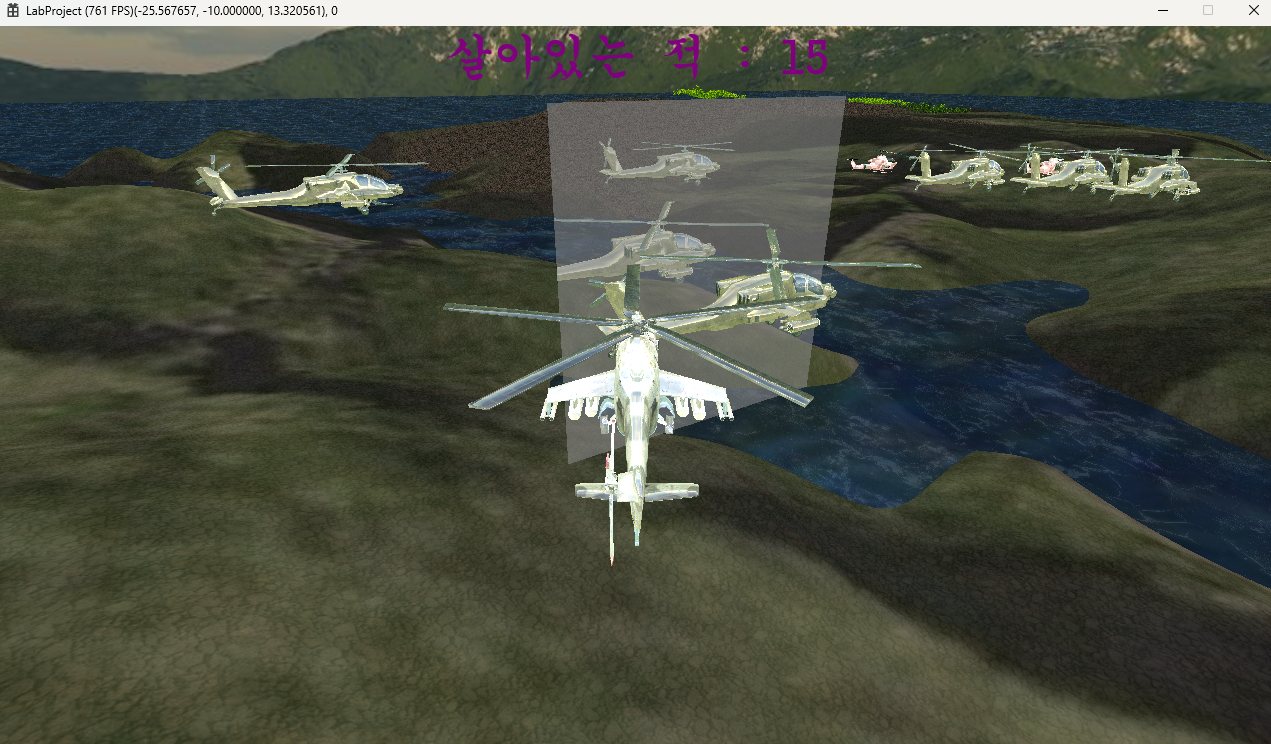 LabProject (761 FPS)(-25.567657, -10.000000, 13.320561), 0
살아있는 적 : 15